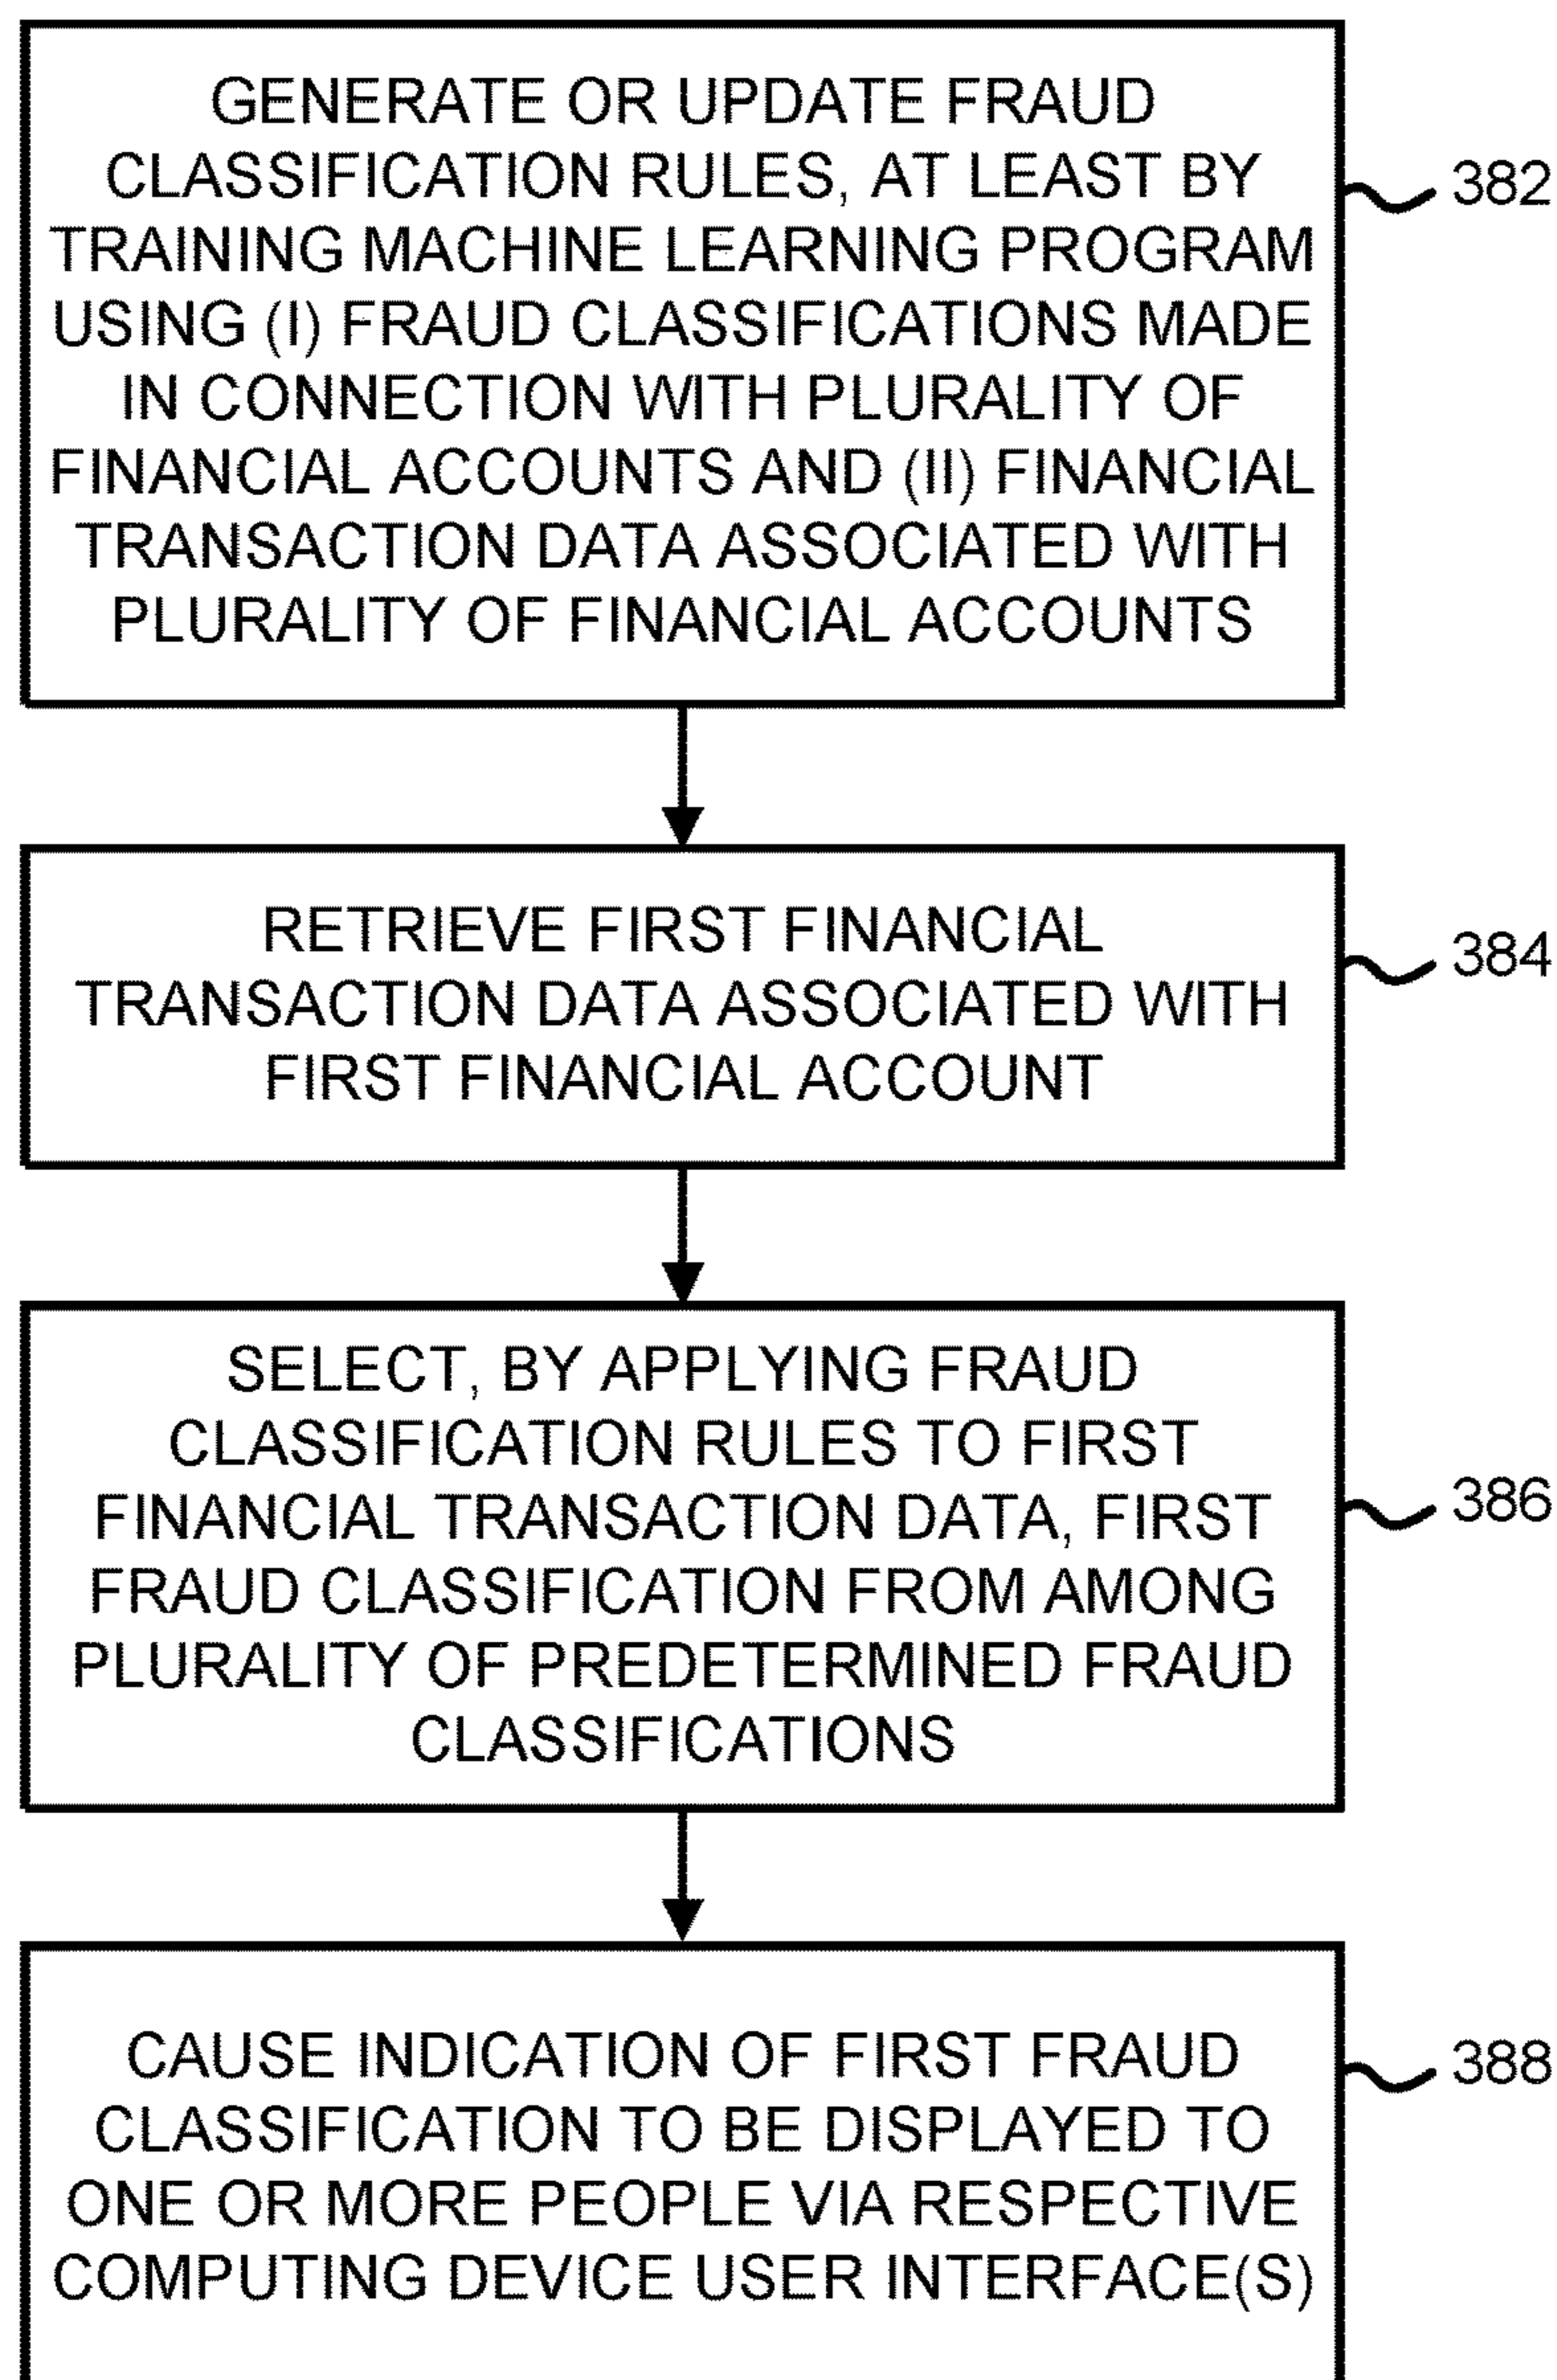 GENERATE OR UPDATE FRAUD
CLASSIFICATION RULES, AT LEAST BY
TRAINING MACHINE LEARNING PROGRAM
USING (I) FRAUD CLASSIFICATIONS MADE
IN CONNECTION WITH PLURALITY OF
FINANCIAL ACCOUNTS AND (II) FINANCIAL
TRANSACTION DATA ASSOCIATED WITH
PLURALITY OF FINANCIAL ACCOUNTS
382
RETRIEVE FIRST FINANCIAL
TRANSACTION DATA ASSOCIATED WITH
FIRST FINANCIAL ACCOUNT
384
SELECT, BY APPLYING FRAUD
CLASSIFICATION RULES TO FIRST
FINANCIAL TRANSACTION DATA, FIRST
FRAUD CLASSIFICATION FROM AMONG
PLURALITY OF PREDETERMINED FRAUD
CLASSIFICATIONS
386
CAUSE INDICATION OF FIRST FRAUD
CLASSIFICATION TO BE DISPLAYED TO
ONE OR MORE PEOPLE VIA RESPECTIVE
COMPUTING DEVICE USER INTERFACE(S)
388